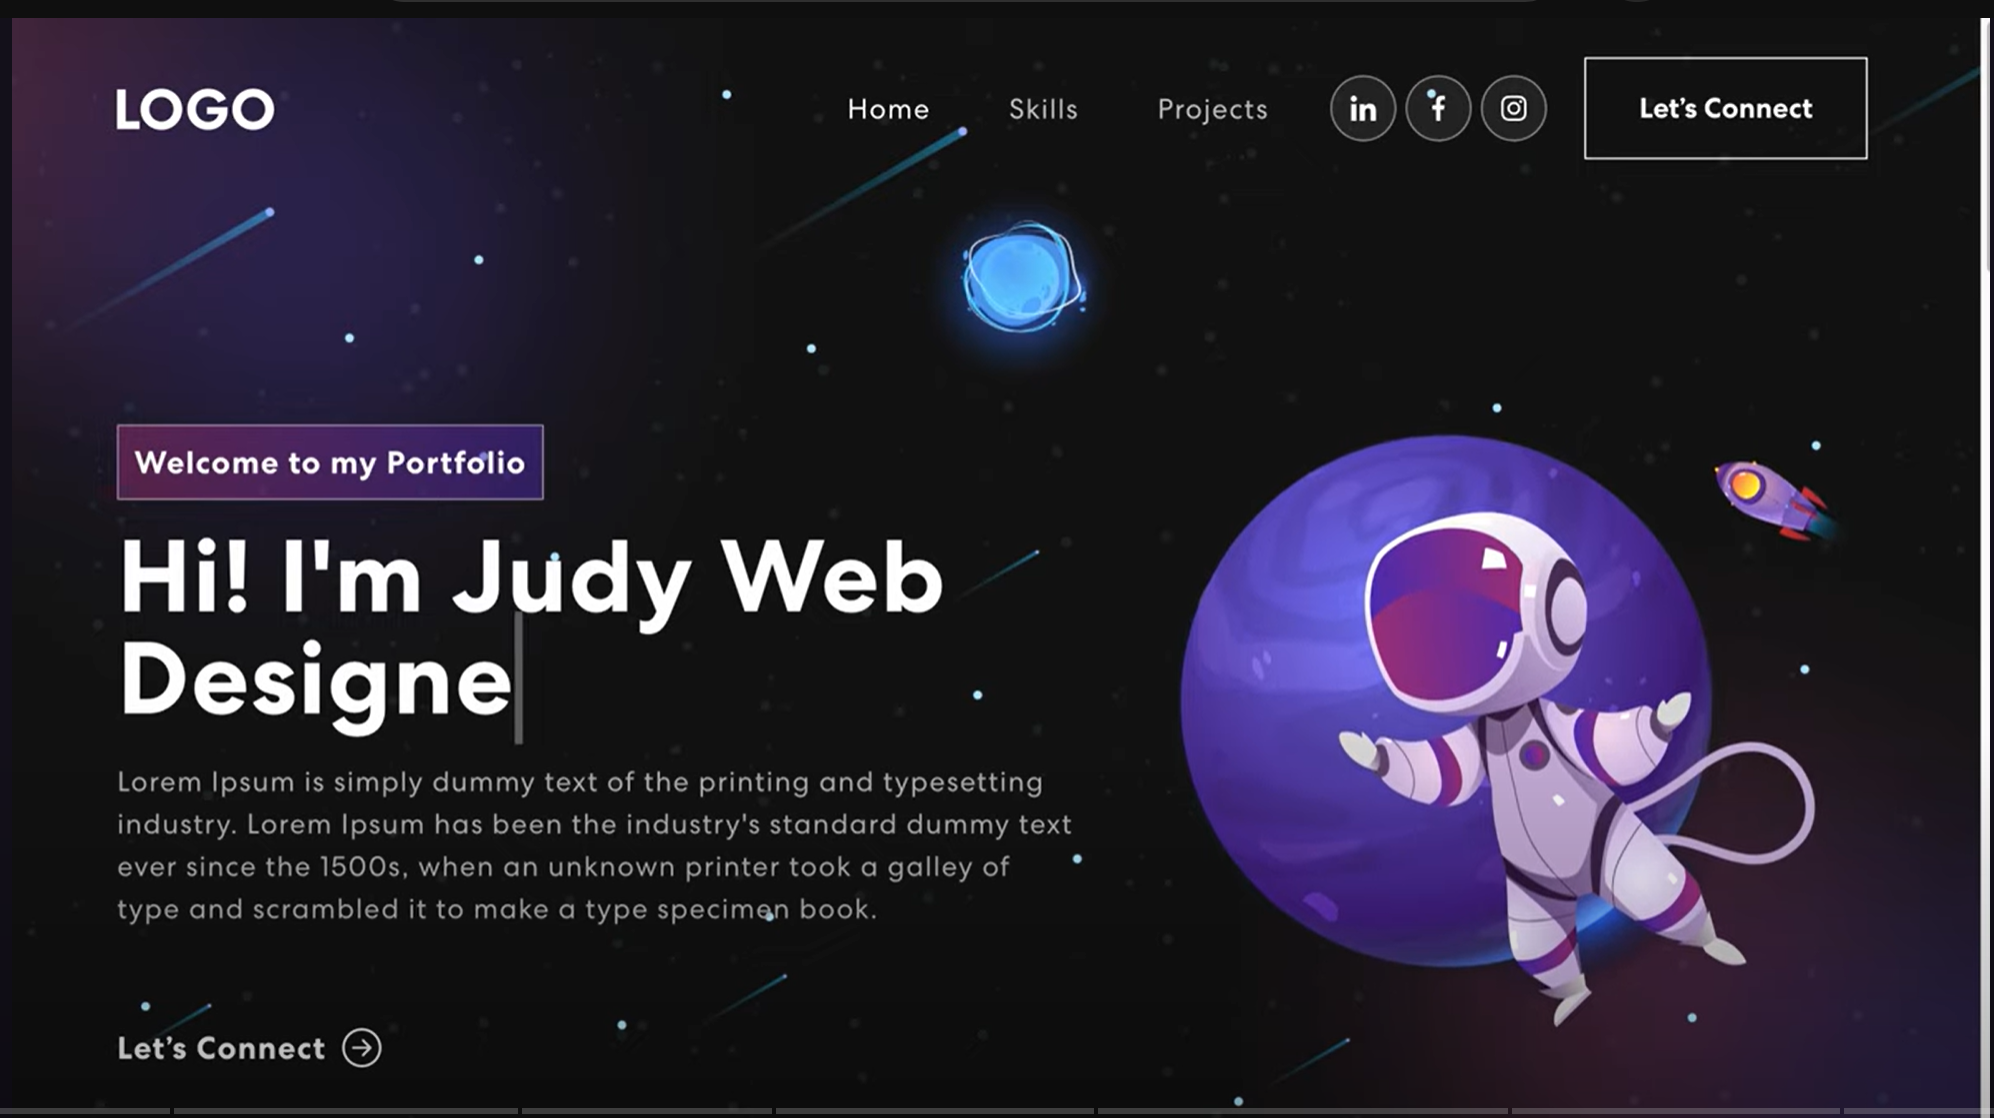 LOGO
Home Skills Projects in f Let's Connect
Welcome to my Portfolio
Hi! I'm Judy Web
Designe
Lorem Ipsum is simply dummy text of the printing and typesetting
industry. Lorem Ipsum has been the industry's standard dummy text
ever since the 1500s, when an unknown printer took a galley of
type and scrambled it to make a type specimen book.
Let's Connect